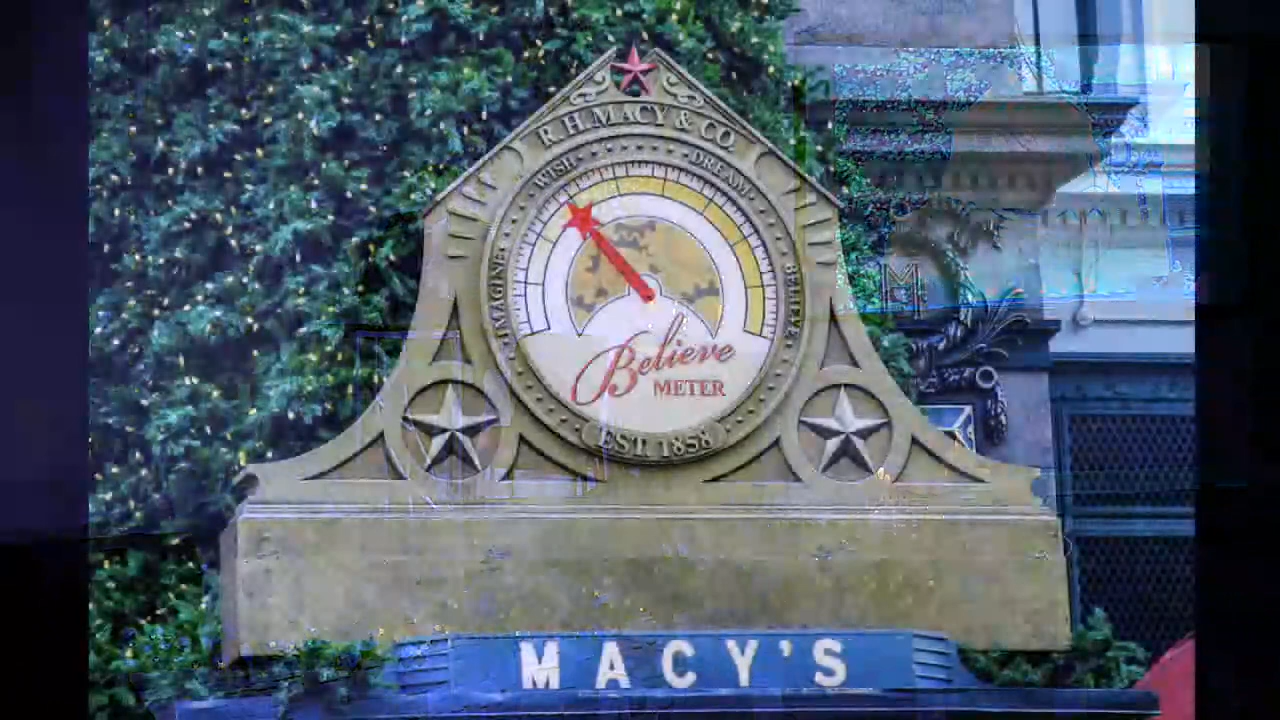 R. H. MACY & CO.
WISH
DREAM
IMAGINE
BELIEVE
Believe
METER
EST. 1858
M
MACY'S